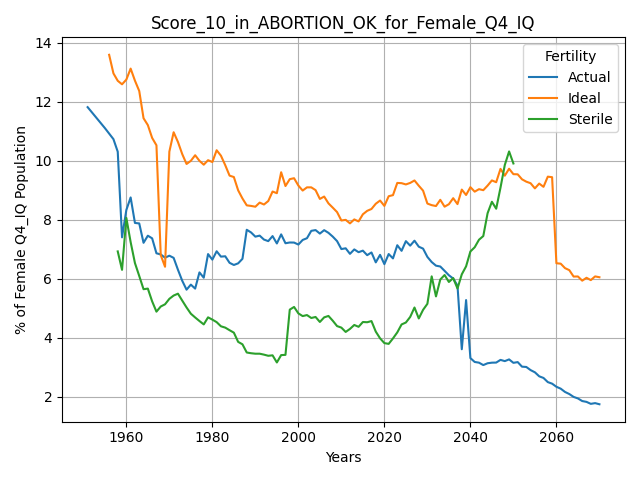 Score_10_in_ABORTION_OK_for_Female_Q4_IQ
Fertility
Actual
Ideal
Sterile
% of Female Q4_IQ Population
14
12
10
8
6
4
2
1960 1980 2000 2020 2040 2060
Years